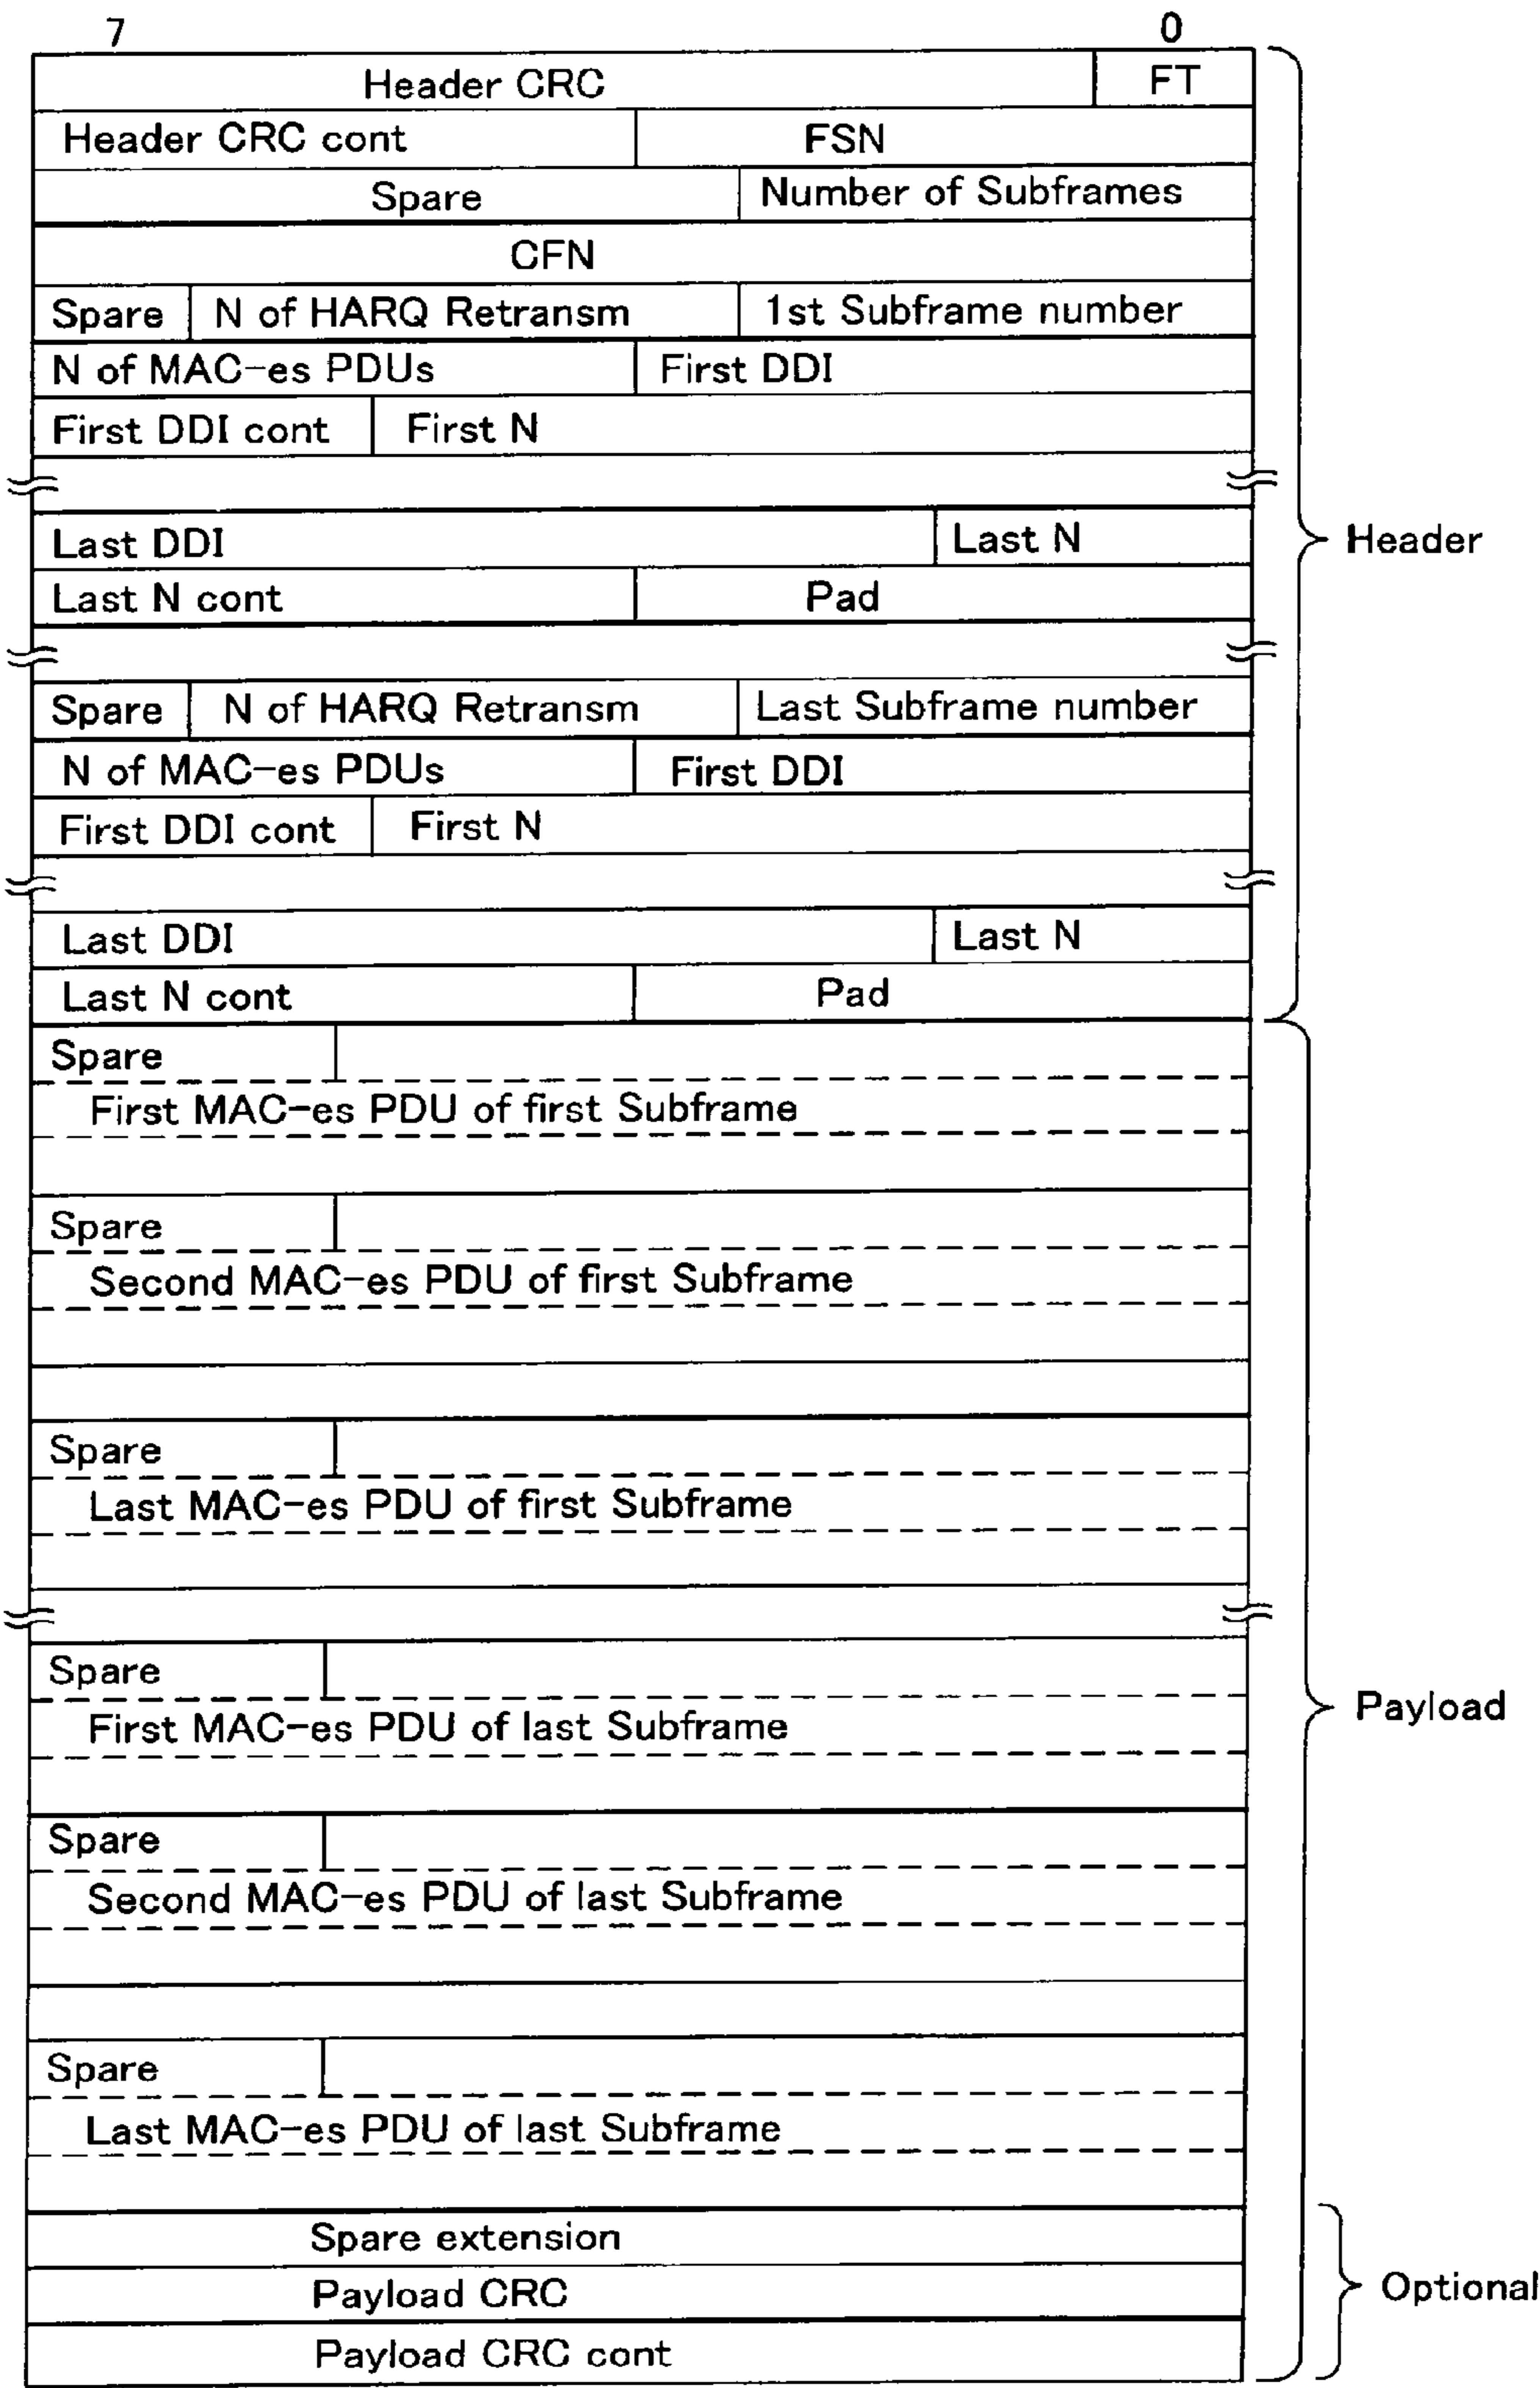 7 0
Header CRC FT
Header CRC cont FSN
Spare Number of Subframes
CFN
Spare N of HARQ Retransm 1st Subframe number
N of MAC-es PDUs First DDI
First DDI cont First N
Last DDI Last N
Header
Last N cont Pad
Spare N of HARQ Retransm Last Subframe number
N of MAC-es PDUs First DDI
First DDI cont First N
Last DDI Last N
Last N cont Pad
Spare
First MAC-es PDU of first Subframe
Spare
Second MAC-es PDU of first Subframe
Spare
Last MAC-es PDU of first Subframe
Spare
First MAC-es PDU of last Subframe
Payload
Spare
Second MAC-es PDU of last Subframe
Spare
Last MAC-es PDU of last Subframe
Spare extension
Payload CRC
Optional
Payload CRC cont